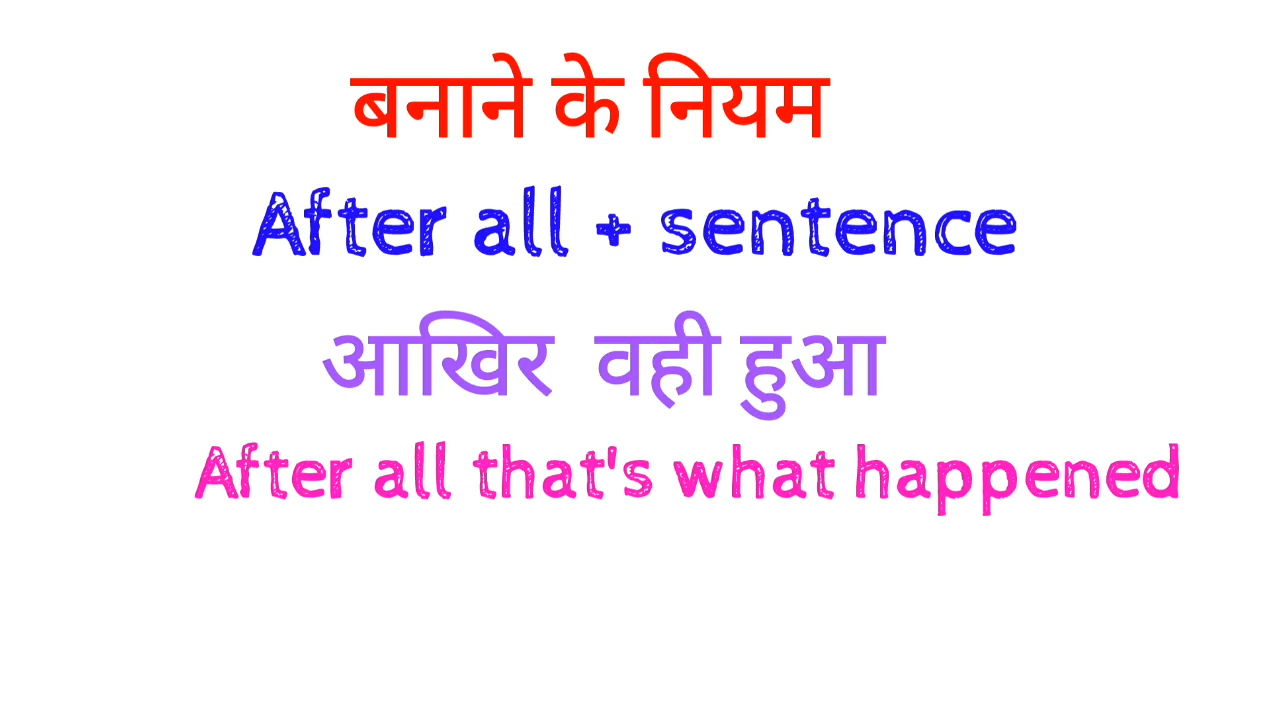 बनाने के नियम
After all + sentence
आखिर वही हुआ
After all that's what happened